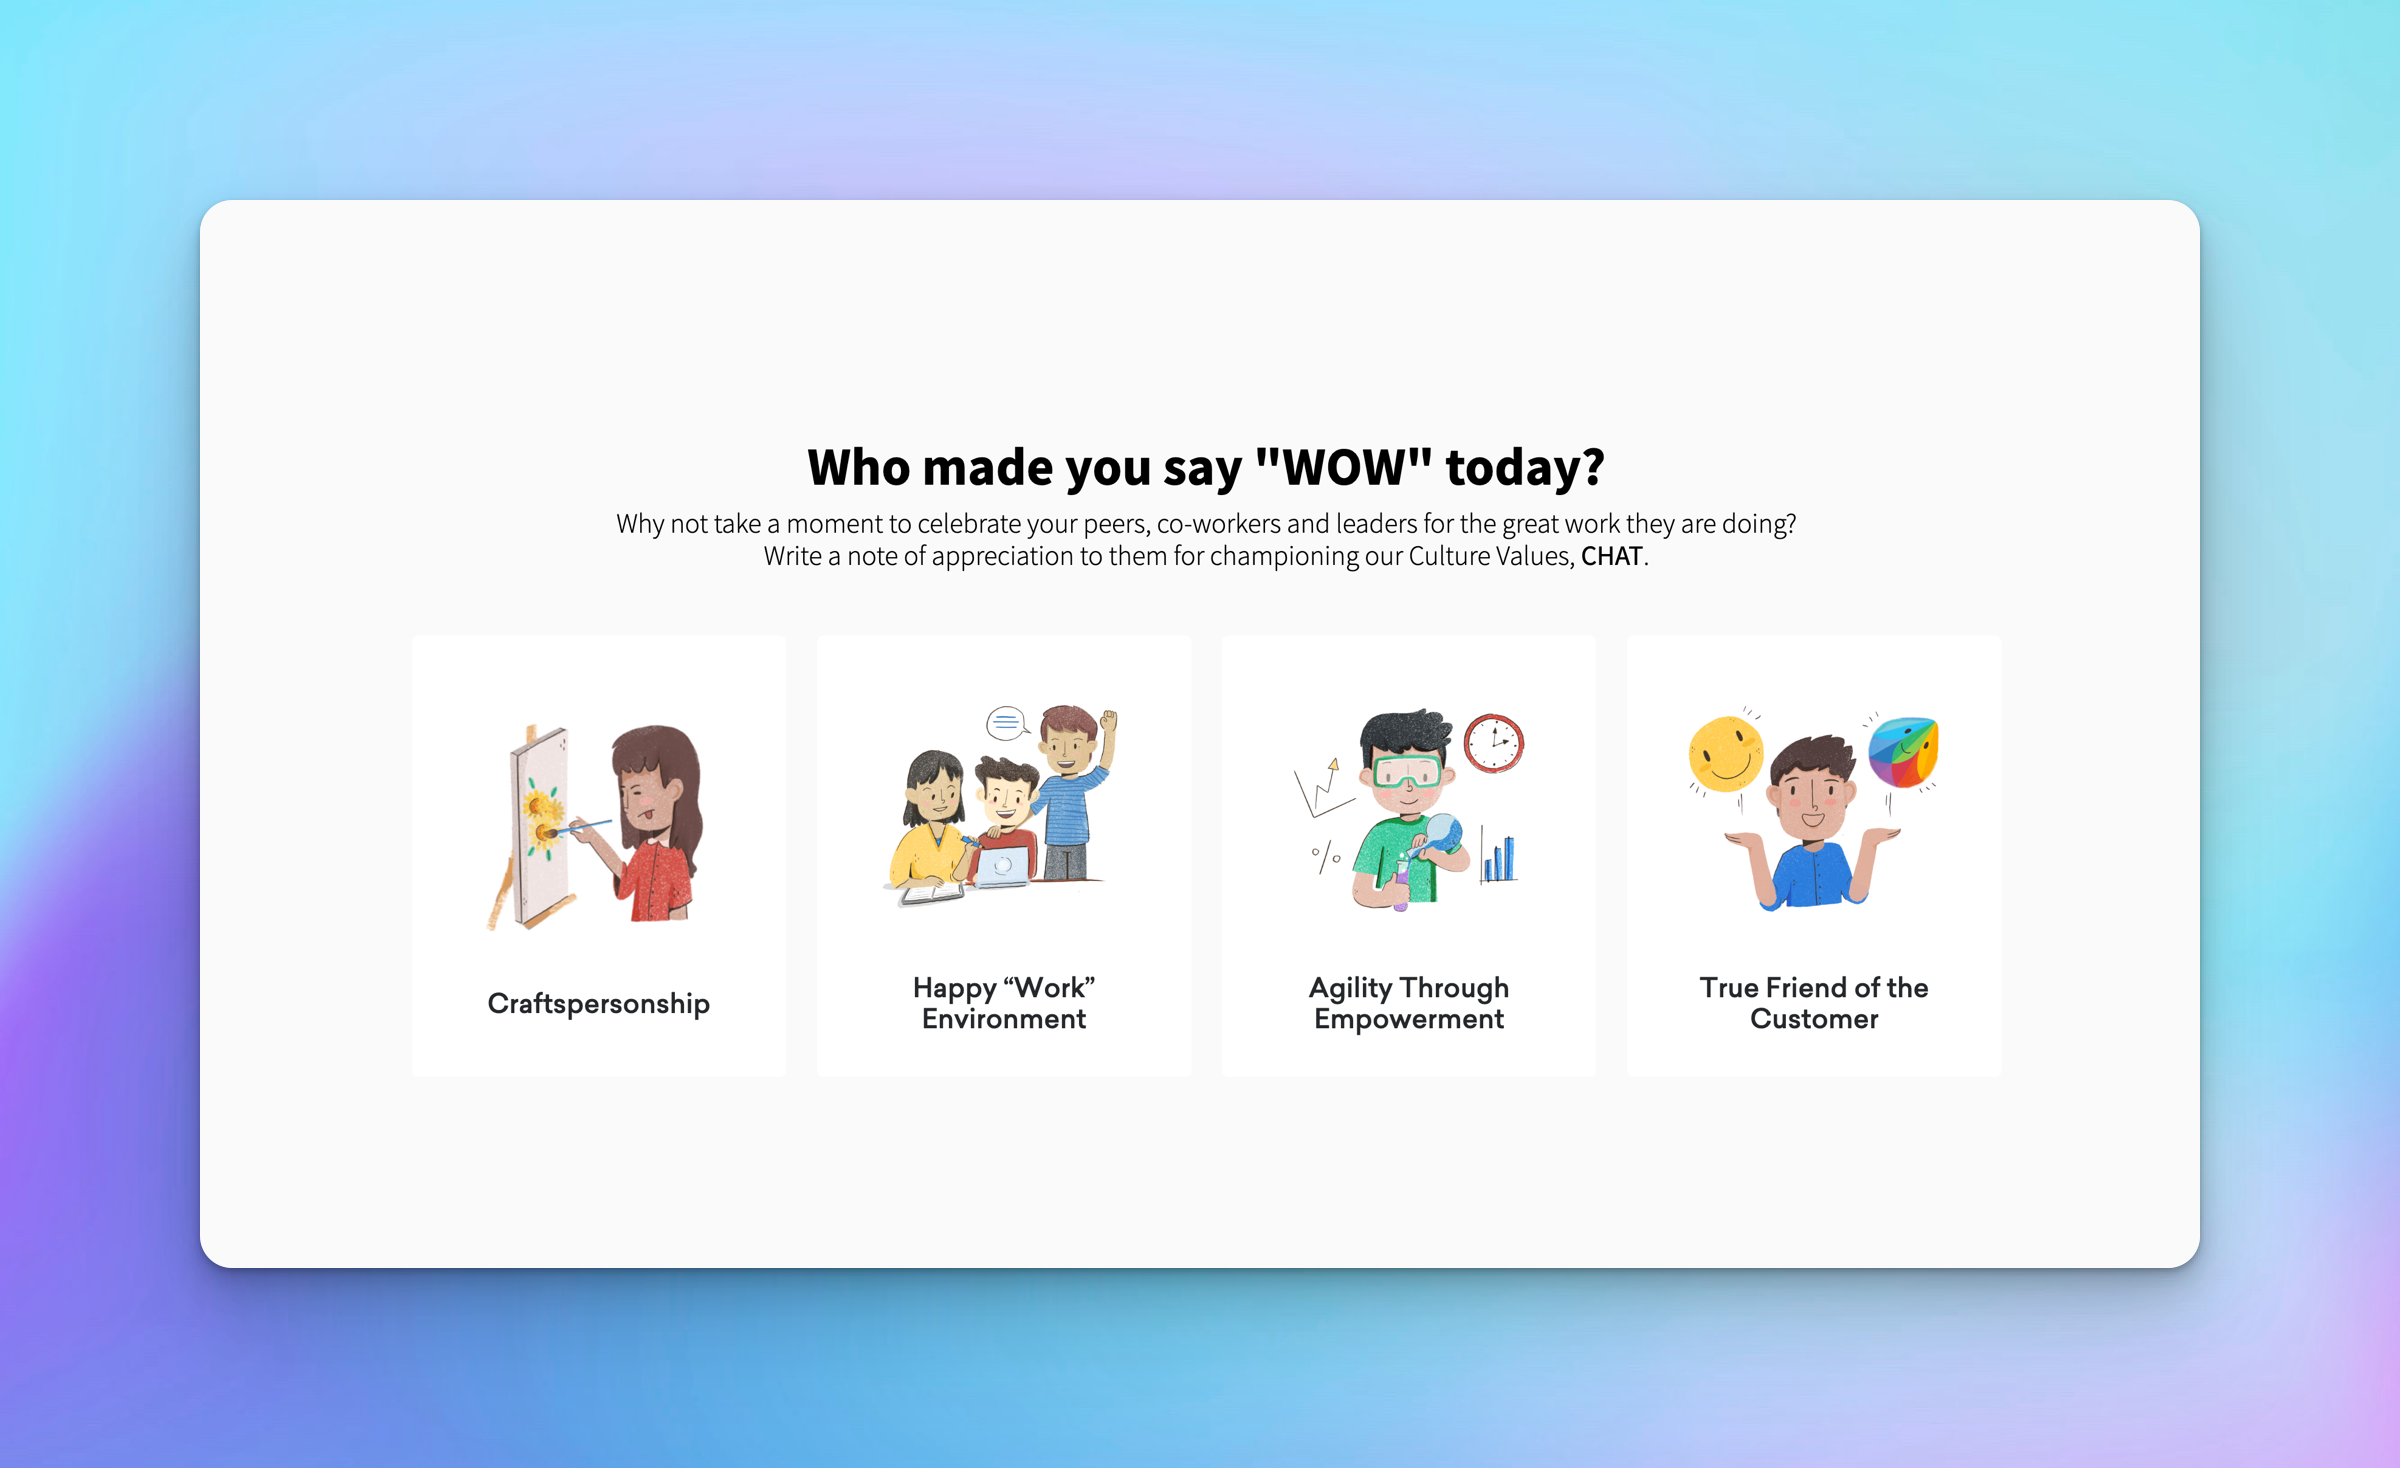 Who made you say "WOW" today?
Why not take a moment to celebrate your peers, co-workers and leaders for the great work they are doing?
Write a note of appreciation to them for championing our Culture Values, CHAT.
Craftspersonship
Happy “Work”
Environment
Agility Through
Empowerment
True Friend of the
Customer